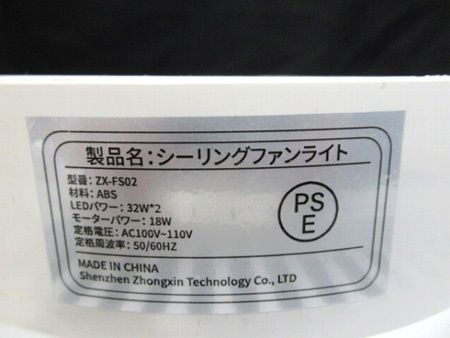 製品名：シーリングファンライト
型番：ZX-FS02
材料：ABS
LEDパワー：32W*2
モーターパワー：18W
定格電圧：AC100V~110V
定格周波率：50/60HZ
PS
E
MADE IN CHINA
Shenzhen Zhongxin Technology Co., LTD